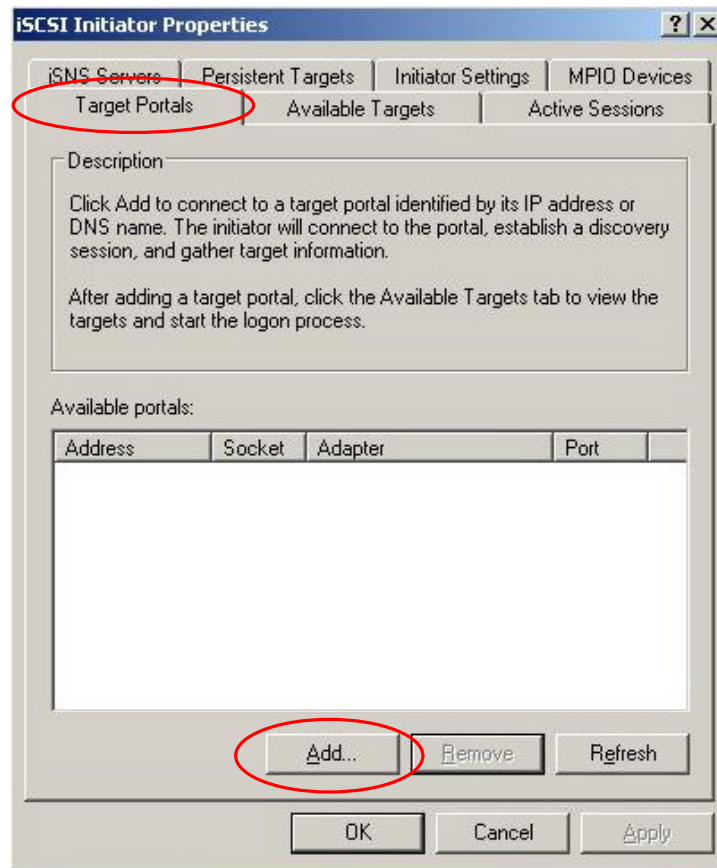 iSCSI Initiator Properties
iSNS Servers Persistent Targets Initiator Settings MPIO Devices
Target Portals Available Targets Active Sessions
Description
Click Add to connect to a target portal identified by its IP address or
DNS name. The initiator will connect to the portal, establish a discovery
session, and gather target information.
After adding a target portal, click the Available Targets tab to view the
targets and start the logon process.
Available portals:
Address Socket Adapter Port
Add... Remove Refresh
OK Cancel Apply